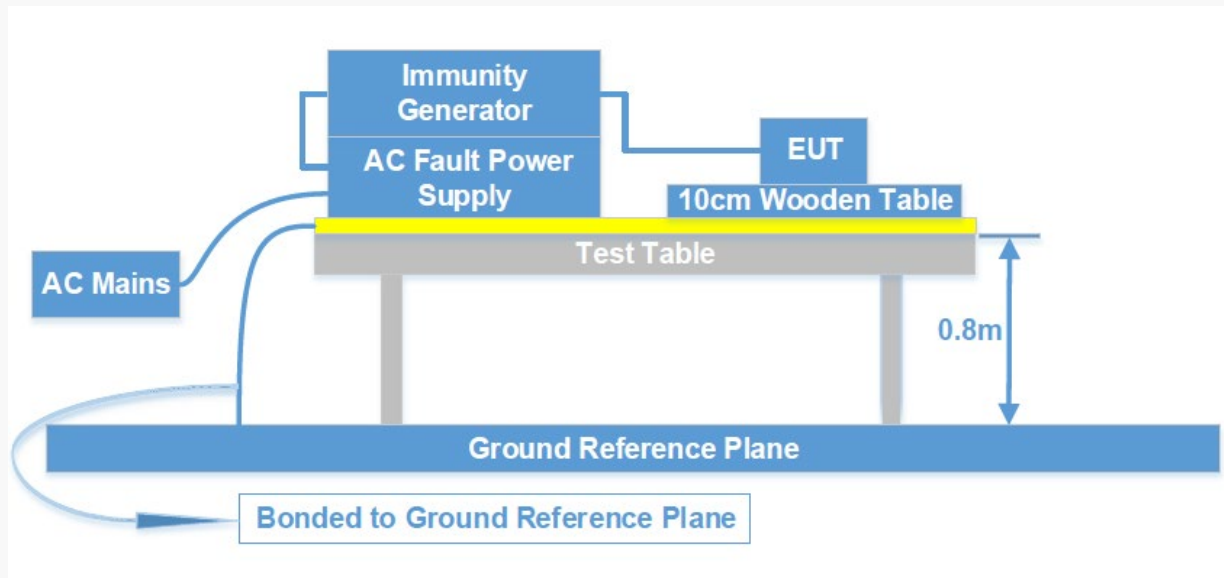 Immunity
Generator
AC Fault Power
Supply
EUT
10cm Wooden Table
Test Table
AC Mains
0.8m
Ground Reference Plane
Bonded to Ground Reference Plane